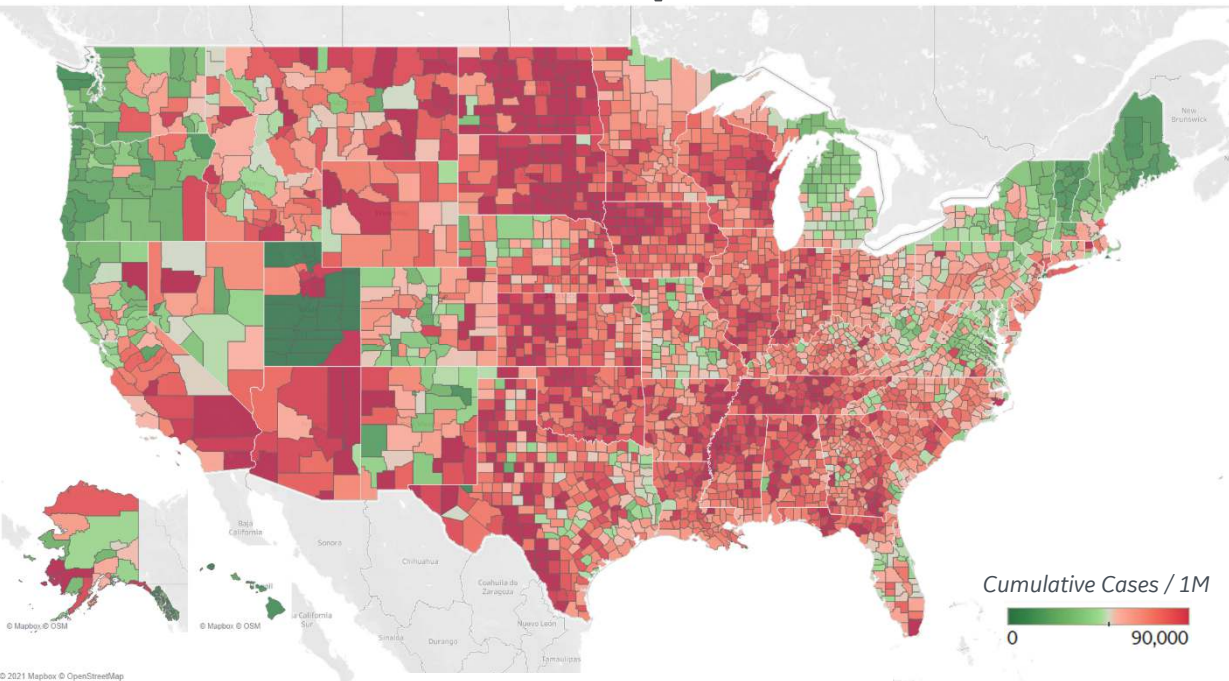 New
Brunswick
Baja
California
Sonora
Chihuahua
Coahuila de
Zaragoza
Nuevo León
Sinaloa
Durango
Tamaulipas
a California
Sur
© Mapbox © OSM
© Mapbox © OSM
Cumulative Cases / 1M
0
90,000
© 2021 Mapbox © OpenStreetMap